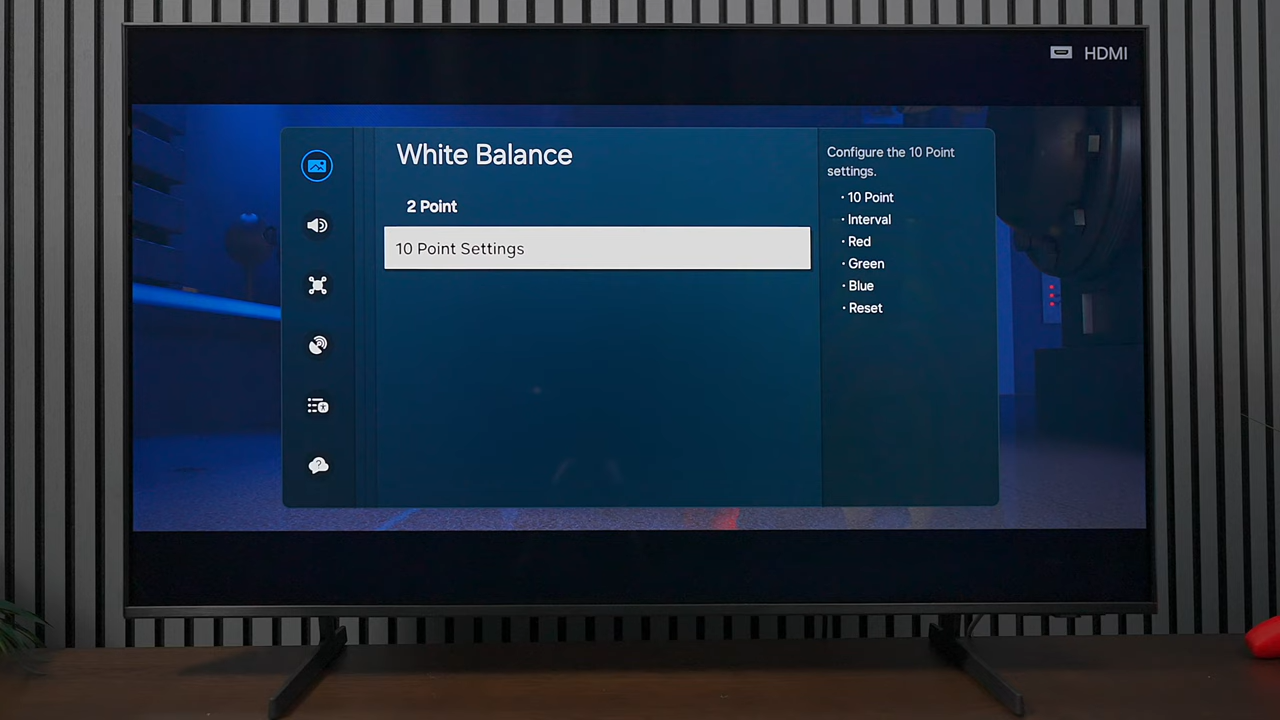 HDMI
White Balance
2 Point
10 Point Settings
Configure the 10 Point
settings.
· 10 Point
· Interval
· Red
· Green
· Blue
· Reset